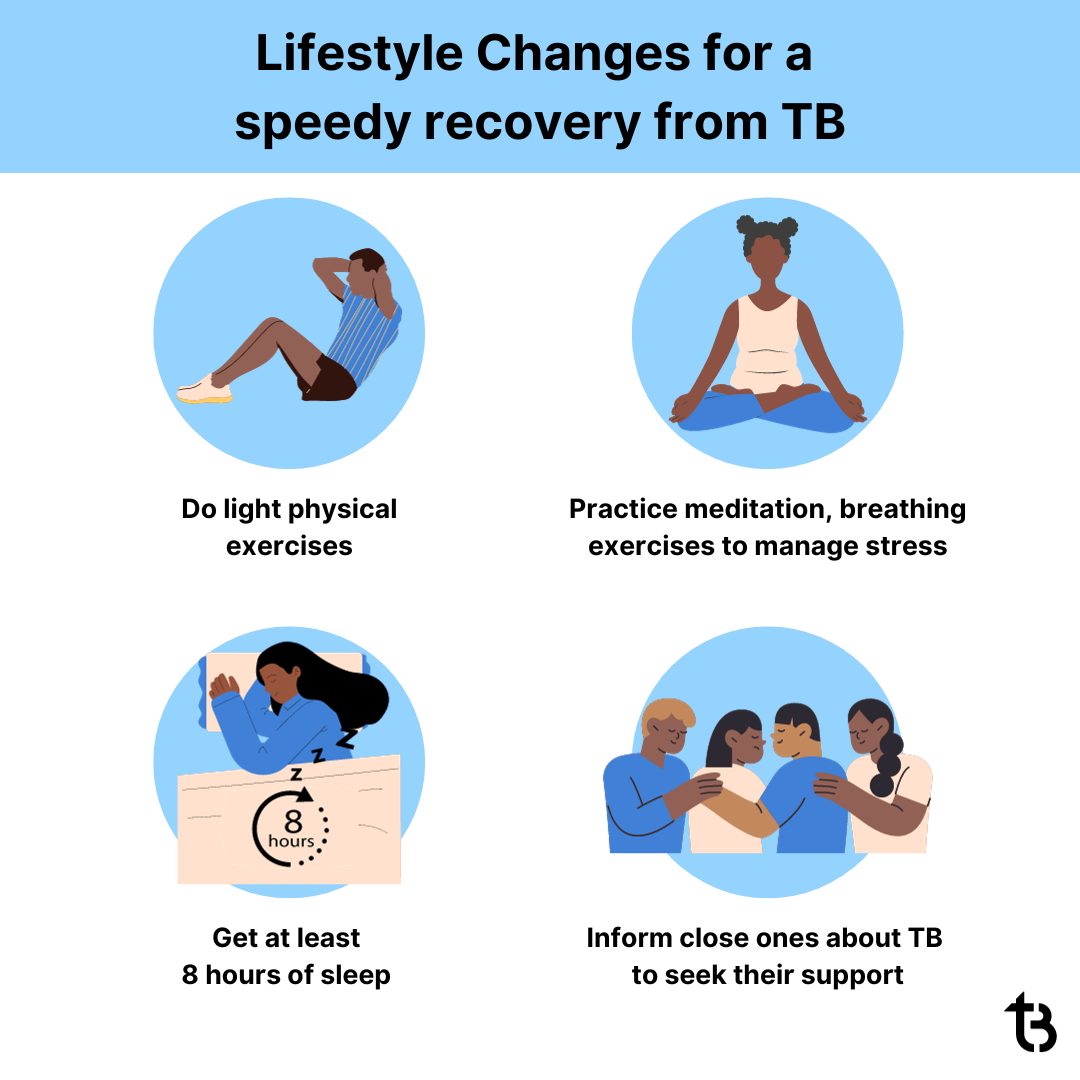 Lifestyle Changes for a
speedy recovery from TB
Do light physical
exercises
Practice meditation, breathing
exercises to manage stress
z z z
8
hours
Get at least
8 hours of sleep
Inform close ones about TB
to seek their support
tB